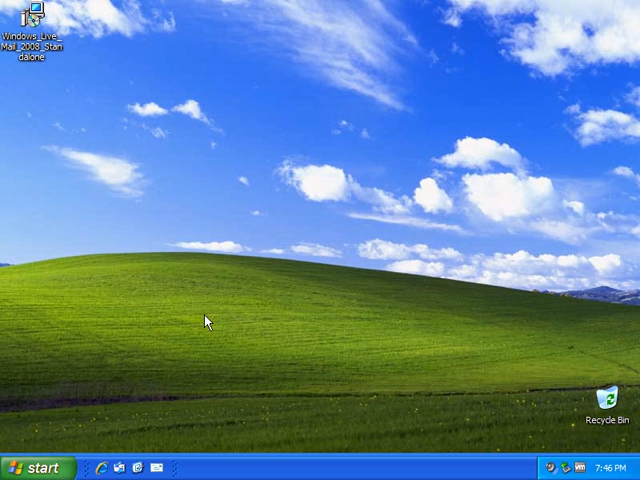 Windows_Live_
Mail_2008_Stan
dalone
Recycle Bin
start
7:46 PM